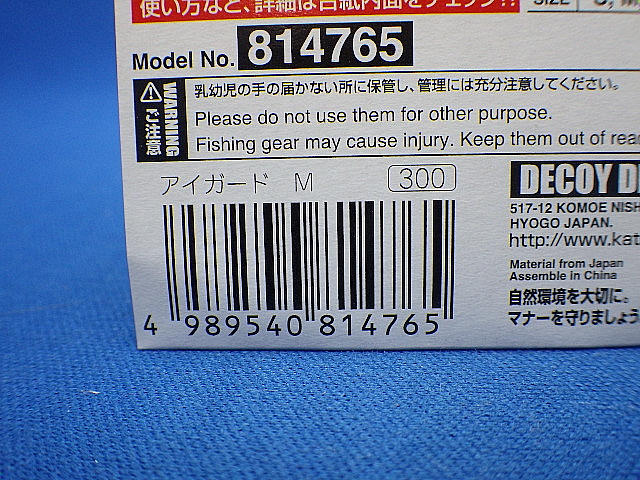 使い方など、詳細は台紙内面をチェック!!
SIZE
Model No. 814765
WARNING
ご注意
乳幼児の手の届かない所に保管し、管理には充分注意してください。
Please do not use them for other purpose.
Fishing gear may cause injury. Keep them out of
アイガード M 300
DECOY
517-12 KOMOE
HYOGO JAPAN.
http://www.kat
Material from Japan
Assemble in China
自然環境を大切に。
マナーを守りましょう
4 989540 814765